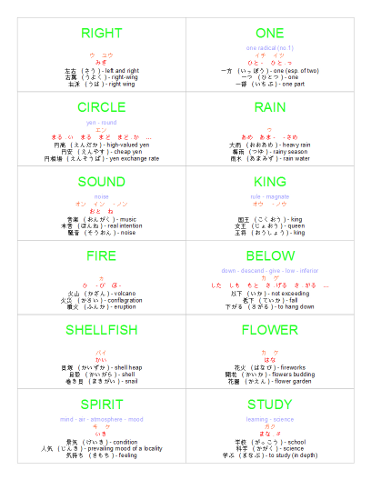 RIGHT
ウ　ユウ
みぎ
左右 (さう) - left and right
右翼 (うよく) - right-wing
右派 (うは) - right wing
ONE
one radical (no.1)
イチ　イツ
ひと-　ひと.つ
一方 (いっぽう) - one (esp. of two)
一つ (ひとつ) - one
一部 (いちぶ) - one part
CIRCLE
yen - round
エン
まる.い　まる　まど　まど.か　...
円高 (えんだか) - high-valued yen
円安 (えんやす) - cheap yen
円相場 (えんそうば) - yen exchange rate
RAIN
ウ
あめ　あま-　-さめ
大雨 (おおあめ) - heavy rain
梅雨 (つゆ) - rainy season
雨水 (あまみず) - rain water
SOUND
noise
オン　イン　-ノン
おと　ね
音楽 (おんがく) - music
本音 (ほんね) - real intention
騒音 (そうおん) - noise
KING
rule - magnate
オウ　-ノウ
国王 (こくおう) - king
女王 (じょおう) - queen
王将 (おうしょう) - king
FIRE
カ
ひ　-び　ほ-
火山 (かざん) - volcano
火災 (かさい) - conflagration
噴火 (ふんか) - eruption
BELOW
down - descend - give - low - inferior
カ　ゲ
した　しも　もと　さ.げる　さ.がる　...
以下 (いか) - not exceeding
低下 (ていか) - fall
下がる (さがる) - to hang down
SHELLFISH
バイ
かい
貝塚 (かいずか) - shell heap
貝殻 (かいがら) - shell
巻き貝 (まきがい) - snail
FLOWER
カ　ケ
はな
花火 (はなび) - fireworks
開花 (かいか) - flowers budding
花園 (かえん) - flower garden
SPIRIT
mind - air - atmosphere - mood
キ　ケ
いき
景気 (けいき) - condition
人気 (じんき) - prevailing mood of a locality
気持ち (きもち) - feeling
STUDY
learning - science
ガク
まな.ぶ
学校 (がっこう) - school
科学 (かがく) - science
学ぶ (まなぶ) - to study (in depth)